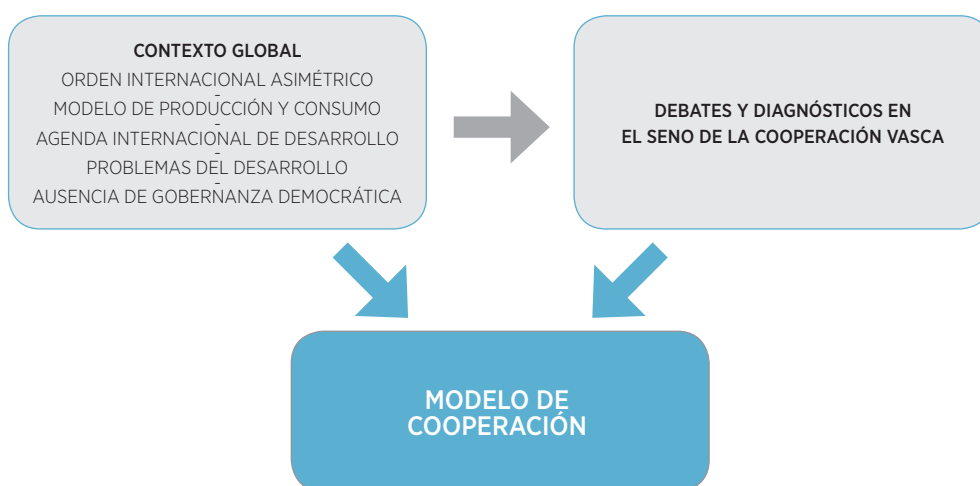 CONTEXTO GLOBAL
ORDEN INTERNACIONAL ASIMÉTRICO
-
MODELO DE PRODUCCIÓN Y CONSUMO
-
AGENDA INTERNACIONAL DE DESARROLLO
-
PROBLEMAS DEL DESARROLLO
-
AUSENCIA DE GOBERNANZA DEMOCRÁTICA
DEBATES Y DIAGNÓSTICOS EN
EL SENO DE LA COOPERACIÓN VASCA
MODELO DE
COOPERACIÓN